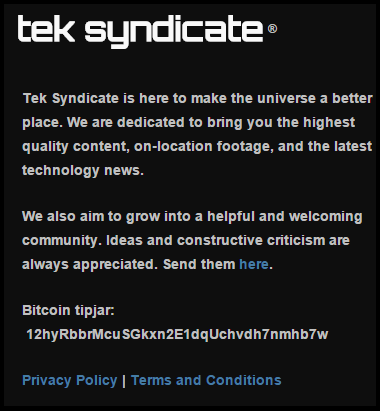 tek syndicate ®
Tek Syndicate is here to make the universe a better
place. We are dedicated to bring you the highest
quality content, on-location footage, and the latest
technology news.
We also aim to grow into a helpful and welcoming
community. Ideas and constructive criticism are
always appreciated. Send them here.
Bitcoin tipjar:
12hyRbbrMcuSGkxn2E1dqUchvdh7nmhb7w
Privacy Policy | Terms and Conditions